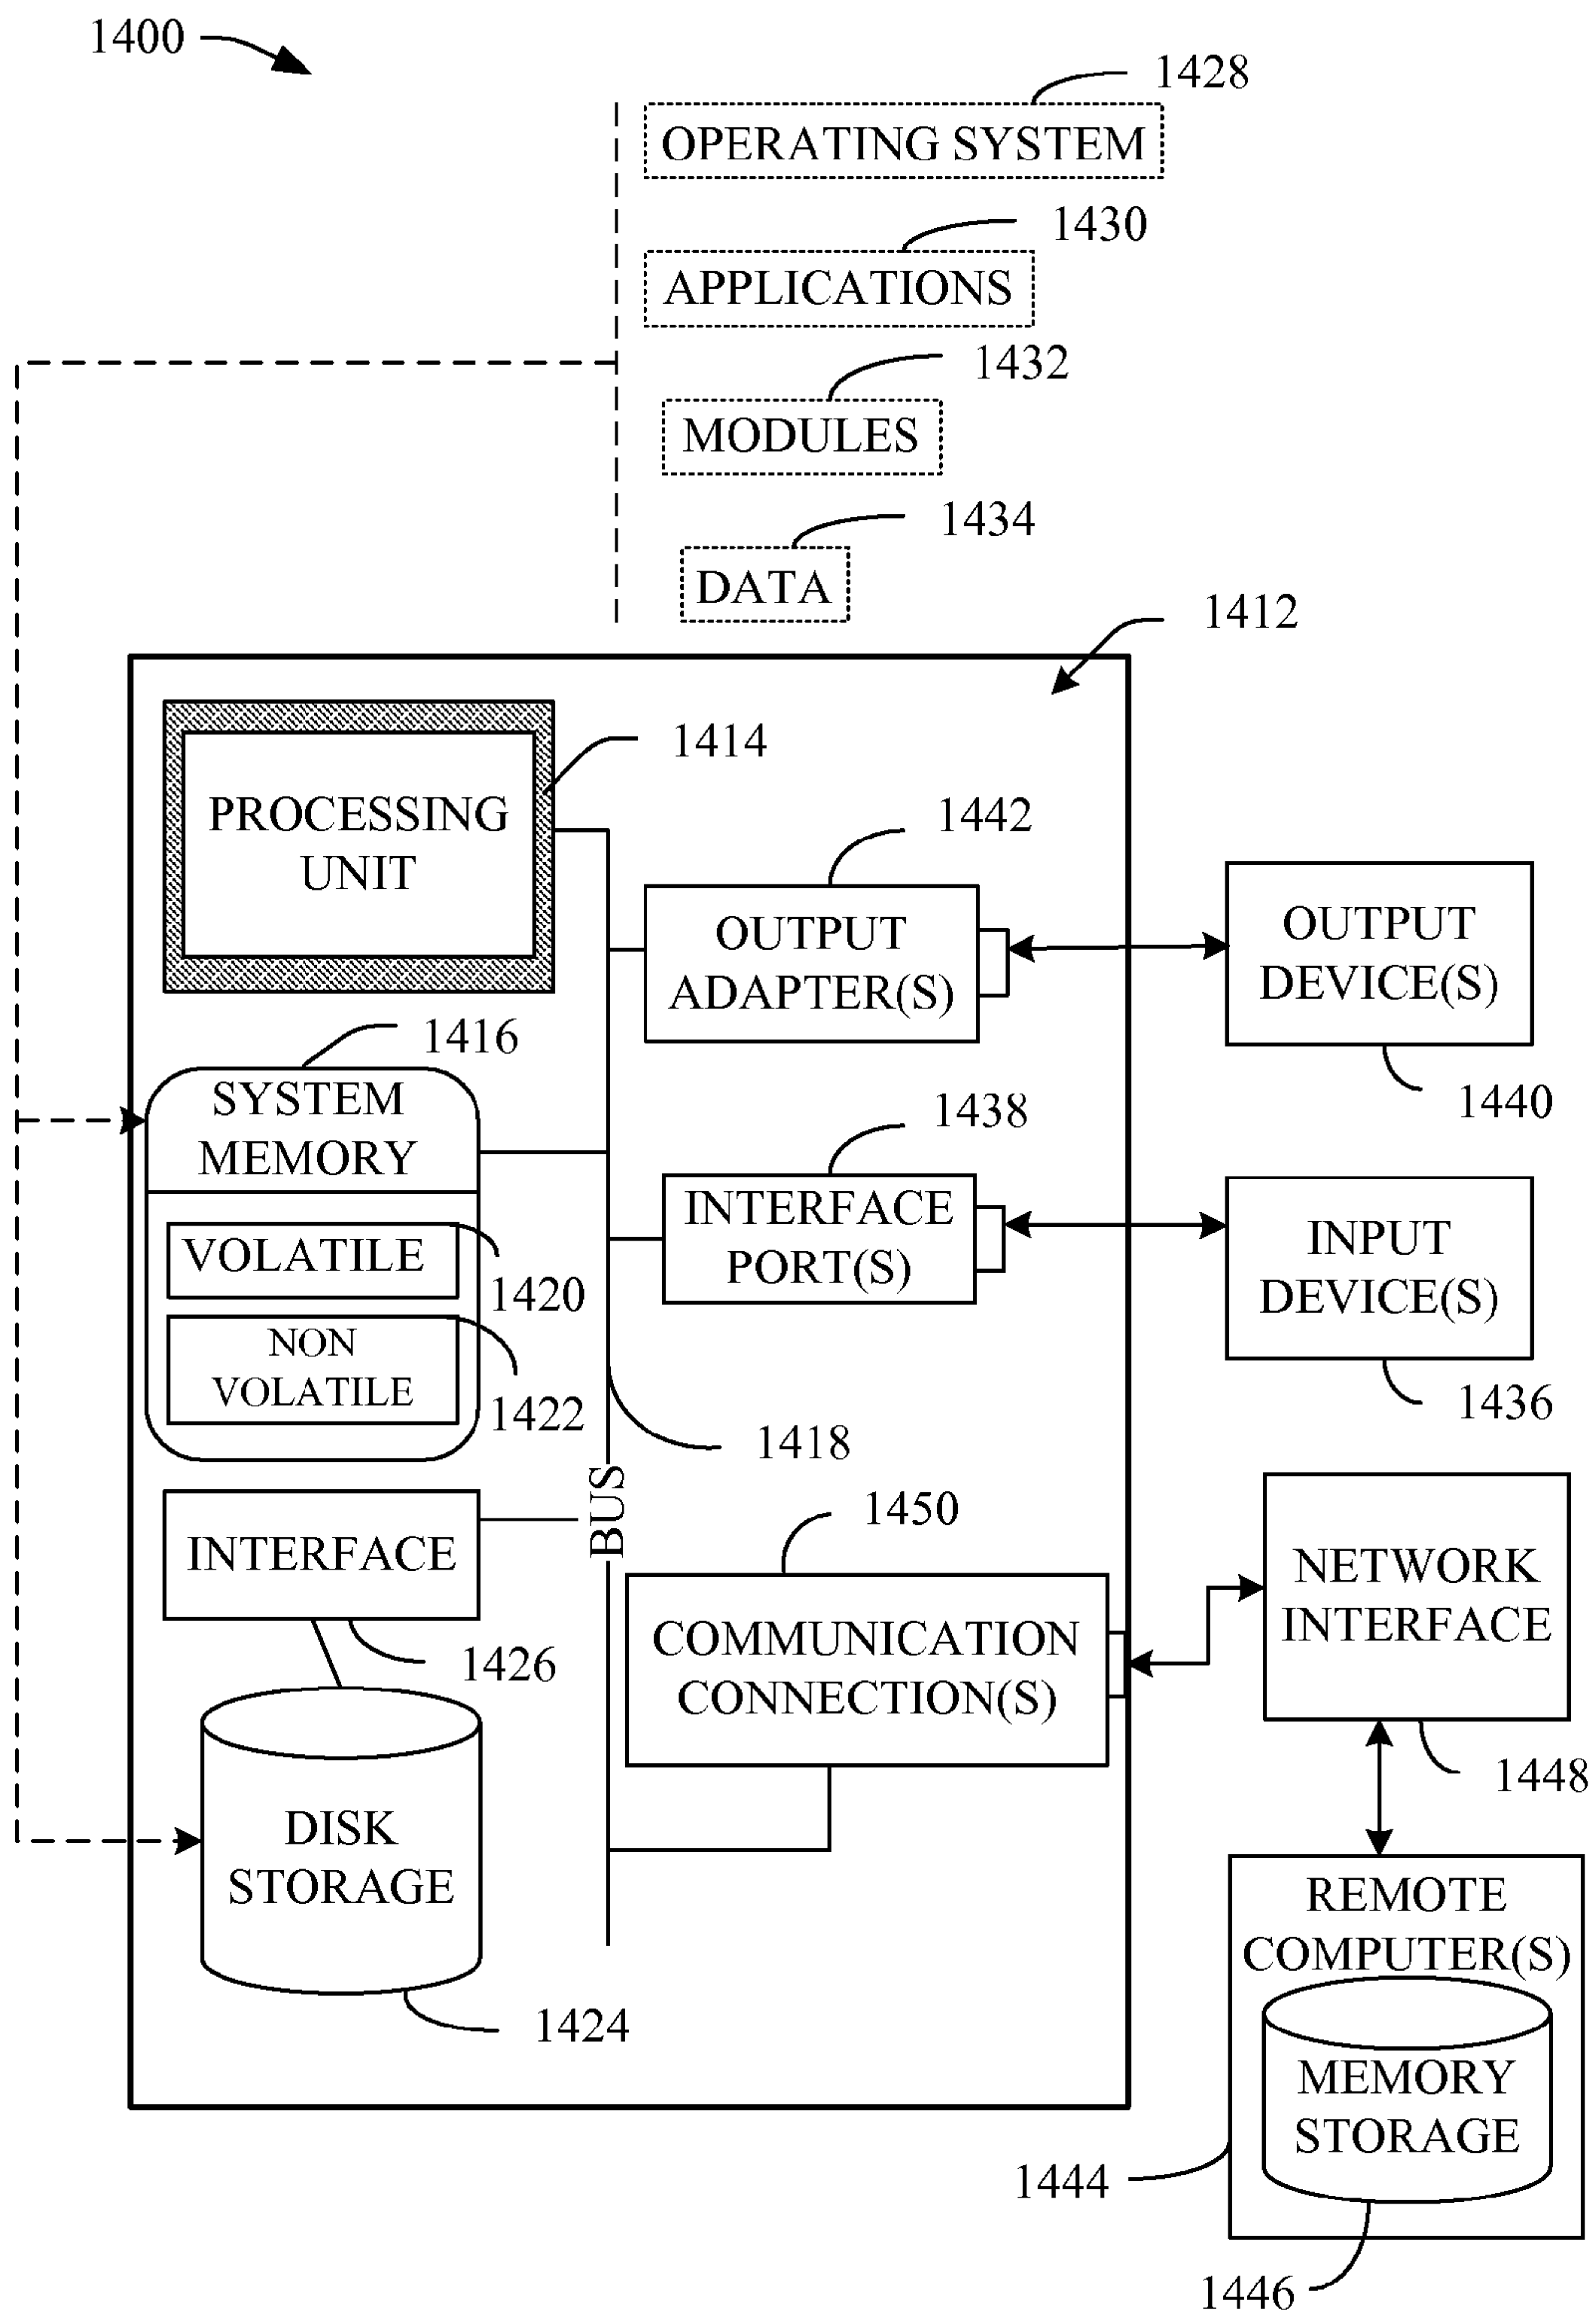 1400
1428
OPERATING SYSTEM
1430
APPLICATIONS
1432
MODULES
1434
DATA
1412
PROCESSING
UNIT
1414
1442
OUTPUT
ADAPTER(S)
OUTPUT
DEVICE(S)
1440
1416
SYSTEM
MEMORY
VOLATILE
1420
NON
VOLATILE
1422
1438
INTERFACE
PORT(S)
INPUT
DEVICE(S)
1436
1418
BUS
INTERFACE
1426
1450
COMMUNICATION
CONNECTION(S)
NETWORK
INTERFACE
1448
DISK
STORAGE
1424
REMOTE
COMPUTER(S)
MEMORY
STORAGE
1444
1446